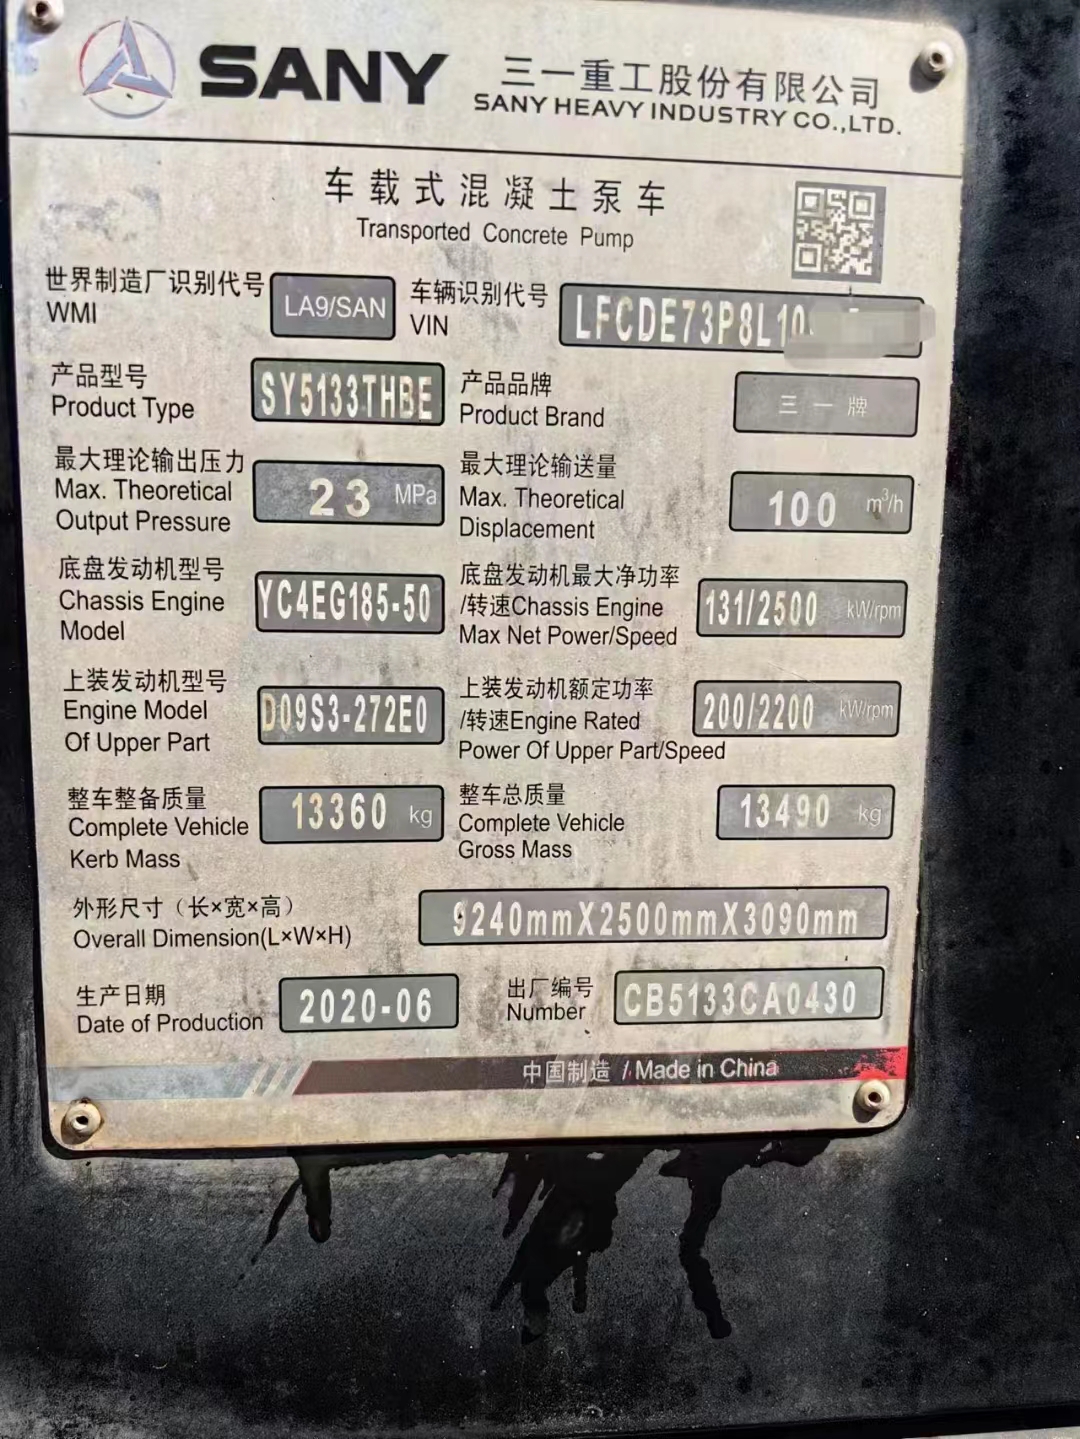 SANY 三一重工股份有限公司
SANY HEAVY INDUSTRY CO.,LTD.
车载式混凝土泵车
Transported Concrete Pump
世界制造厂识别代号 LA9/SAN 车辆识别代号 LFCDE73P8L10
WMI VIN
产品型号 SY5133THBE 产品品牌 三一牌
Product Type Product Brand
最大理论输出压力 最大理论输送量
Max. Theoretical 23 MPa Max. Theoretical 100 m³/h
Output Pressure Displacement
底盘发动机型号 底盘发动机最大净功率
Chassis Engine YC4EG185-50 /转速Chassis Engine 131/2500 kW/rpm
Model Max Net Power/Speed
上装发动机型号 上装发动机额定功率
Engine Model D09S3-272E0 /转速Engine Rated 200/2200 kW/rpm
Of Upper Part Power Of Upper Part/Speed
整车整备质量 13360 kg 整车总质量 13490 kg
Complete Vehicle Complete Vehicle
Kerb Mass Gross Mass
外形尺寸（长×宽×高） 9240mmX2500mmX3090mm
Overall Dimension(L×W×H)
生产日期 2020-06 出厂编号 CB5133CA0430
Date of Production Number
中国制造 / Made in China